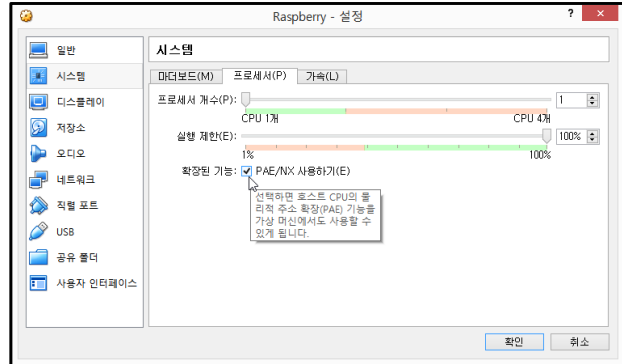 Raspberry - 설정
? ×
일반
시스템
디스플레이
저장소
오디오
네트워크
직렬 포트
USB
공유 폴더
사용자 인터페이스
시스템
마더보드(M) 프로세서(P) 가속(L)
프로세서 개수(P): 1
CPU 1개 CPU 4개
실행 제한(E): 100%
1% 100%
확장된 기능: PAE/NX 사용하기(E)
선택하면 호스트 CPU의 물
리적 주소 확장(PAE) 기능을
가상 머신에서도 사용할 수
있게 됩니다.
확인 취소